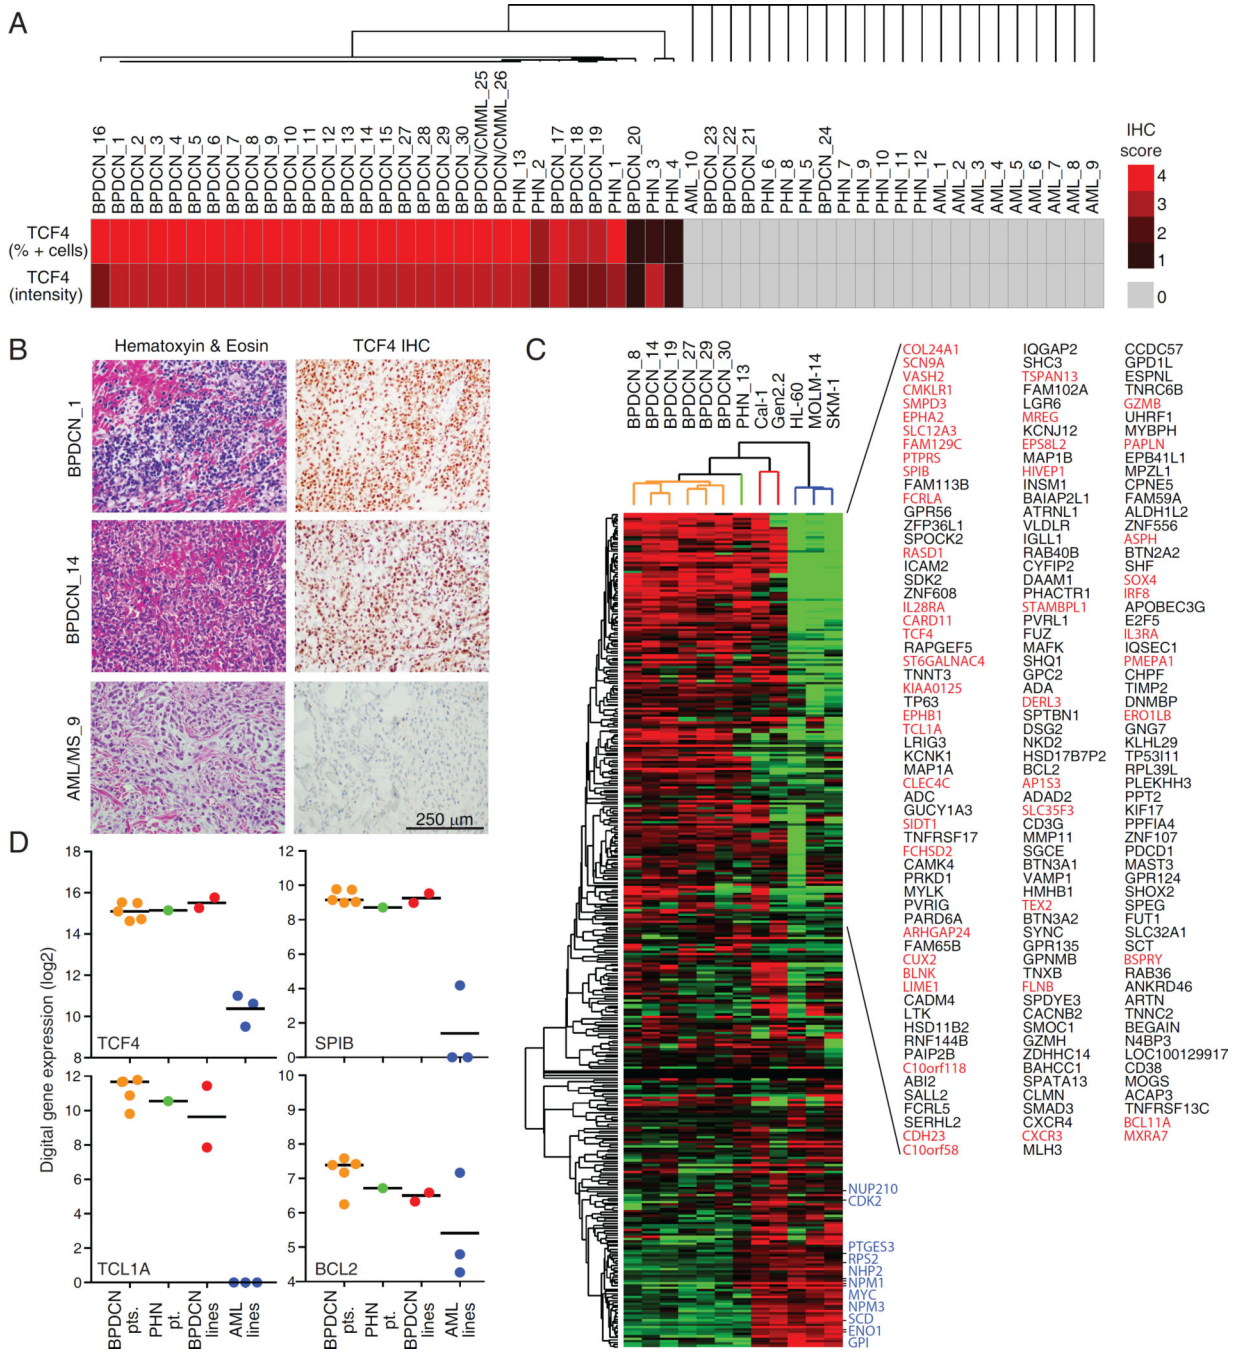 A
BPDCN_16
BPDCN_1
BPDCN_2
BPDCN_3
BPDCN_4
BPDCN_5
BPDCN_6
BPDCN_7
BPDCN_8
BPDCN_9
BPDCN_10
BPDCN_11
BPDCN_12
BPDCN_13
BPDCN_14
BPDCN_15
BPDCN_27
BPDCN_28
BPDCN_29
BPDCN_30
BPDCN/CMML_25
BPDCN/CMML_26
PHN_13
PHN_2
BPDCN_17
BPDCN_18
BPDCN_19
PHN_1
BPDCN_20
PHN_3
PHN_4
AML_10
BPDCN_23
BPDCN_22
BPDCN_21
PHN_6
PHN_8
PHN_5
BPDCN_24
PHN_7
PHN_9
PHN_10
PHN_11
PHN_12
AML_1
AML_2
AML_3
AML_4
AML_5
AML_6
AML_7
AML_8
AML_9
TCF4
(% + cells)
TCF4
(intensity)
IHC
score
4
3
2
1
0
B
Hematoxyin & Eosin
TCF4 IHC
BPDCN_1
BPDCN_14
AML/MS_9
250 µm
C
BPDCN_8
BPDCN_14
BPDCN_19
BPDCN_27
BPDCN_29
BPDCN_30
PHN_13
Cal-1
Gen2.2
HL-60
MOLM-14
SKM-1
COL24A1
SCN9A
VASH2
CMKLR1
SMPD3
EPHA2
SLC12A3
FAM129C
PTPRS
SPIB
FAM113B
FCRLA
GPR56
ZFP36L1
SPOCK2
RASD1
ICAM2
SDK2
ZNF608
IL28RA
CARD11
TCF4
RAPGEF5
ST6GALNAC4
TNNT3
KIAA0125
TP63
EPHB1
TCL1A
LRIG3
KCNK1
MAP1A
CLEC4C
ADC
GUCY1A3
SIDT1
TNFRSF17
FCHSD2
CAMK4
PRKD1
MYLK
PVRIG
PARD6A
ARHGAP24
FAM65B
CUX2
BLNK
LIME1
CADM4
LTK
HSD11B2
RNF144B
PAIP2B
C10orf118
ABI2
SALL2
FCRL5
SERHL2
CDH23
C10orf58
IQGAP2
SHC3
TSPAN13
FAM102A
LGR6
MREG
KCNJ12
EPS8L2
MAP1B
HIVEP1
INSM1
BAIAP2L1
ATRNL1
VLDLR
IGLL1
RAB40B
CYFIP2
DAAM1
PHACTR1
STAMBPL1
PVRL1
FUZ
MAFK
SHQ1
GPC2
ADA
DERL3
SPTBN1
DSG2
NKD2
HSD17B7P2
BCL2
AP1S3
ADAD2
SLC35F3
CD3G
MMP11
SGCE
BTN3A1
VAMP1
HMHB1
TEX2
BTN3A2
SYNC
GPR135
GPNMB
TNXB
FLNB
SPDYE3
CACNB2
SMOC1
GZMH
ZDHHC14
BAHCC1
SPATA13
CLMN
SMAD3
CXCR4
CXCR3
MLH3
CCDC57
GPD1L
ESPNL
TNRC6B
GZMB
UHRF1
MYBPH
PAPLN
EPB41L1
MPZL1
CPNE5
FAM59A
ALDH1L2
ZNF556
ASPH
BTN2A2
SHF
SOX4
IRF8
APOBEC3G
E2F5
IL3RA
IQSEC1
PMEPA1
CHPF
TIMP2
DNMBP
ERO1LB
GNG7
KLHL29
TP53I11
RPL39L
PLEKHH3
PPT2
KIF17
PPFIA4
ZNF107
PDCD1
MAST3
GPR124
SHOX2
SPEG
FUT1
SLC32A1
SCT
BSPRY
RAB36
ANKRD46
ARTN
TNNC2
BEGAIN
N4BP3
LOC100129917
CD38
MOGS
ACAP3
TNFRSF13C
BCL11A
MXRA7
NUP210
CDK2
PTGES3
RPS2
NHP2
NPM1
MYC
NPM3
SCD
ENO1
GPI
D
Digital gene expression (log2)
18
16
14
12
10
8
TCF4
12
10
8
6
4
2
0
SPIB
12
10
8
6
4
2
0
TCL1A
10
9
8
7
6
5
4
BCL2
BPDCN
pts.
PHN
pt.
BPDCN
lines
AML
lines
BPDCN
pts.
PHN
pt.
BPDCN
lines
AML
lines